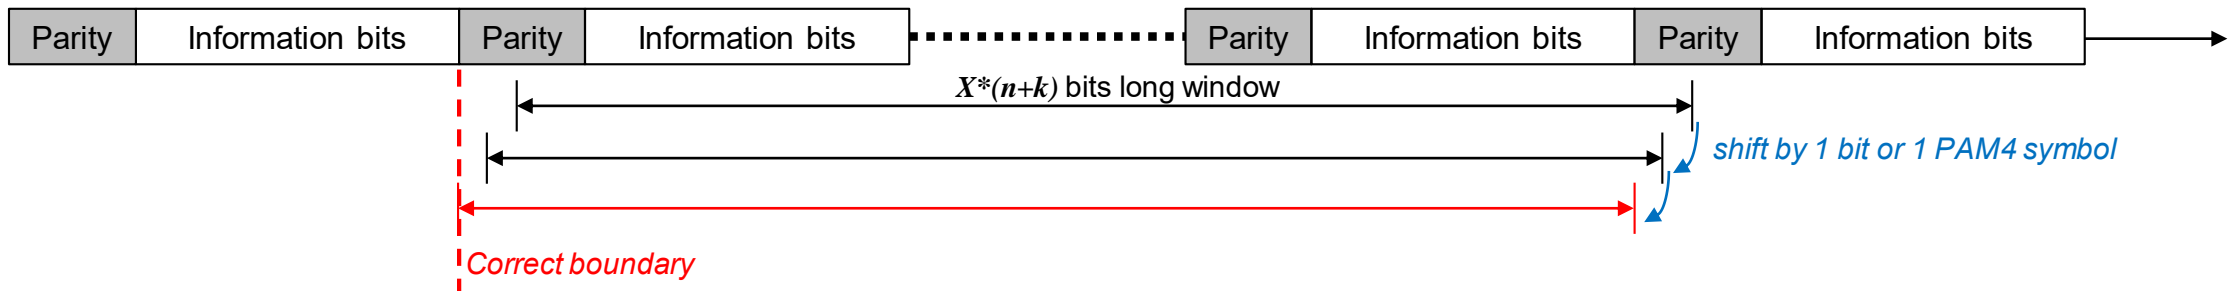 Parity Information bits Parity Information bits Parity Information bits Parity Information bits
X*(n+k) bits long window
shift by 1 bit or 1 PAM4 symbol
Correct boundary